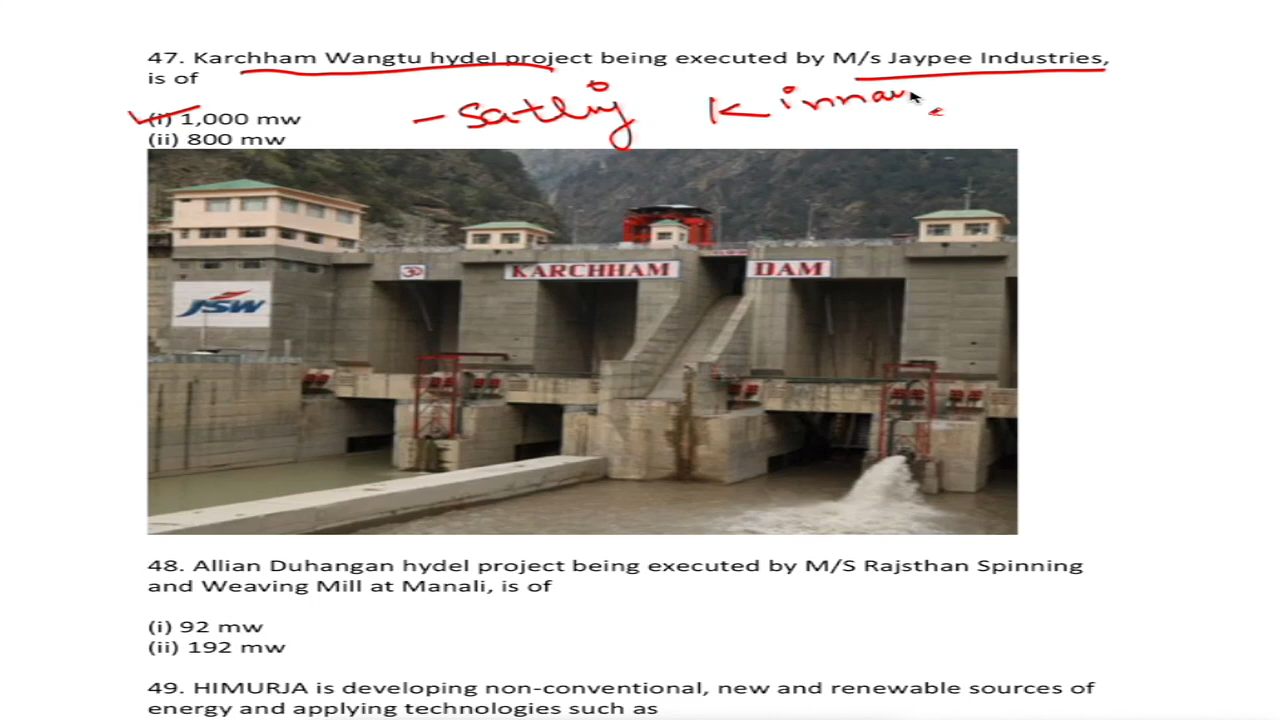 47. Karchham Wangtu hydel project being executed by M/s Jaypee Industries,
is of
(i) 1,000 mw
- Satluj Kinnau
(ii) 800 mw
ॐ KARCHHAM DAM
JSW
48. Allian Duhangan hydel project being executed by M/S Rajsthan Spinning
and Weaving Mill at Manali, is of
(i) 92 mw
(ii) 192 mw
49. HIMURJA is developing non-conventional, new and renewable sources of
energy and applying technologies such as